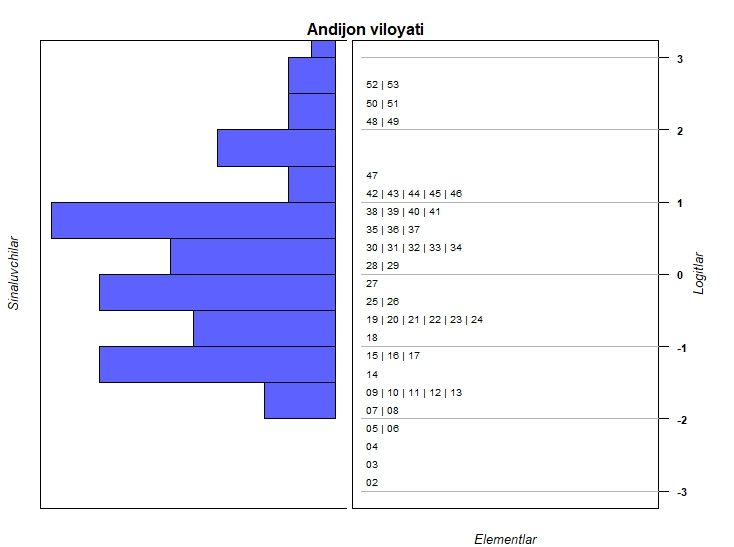 Andijon viloyati
3
52 | 53
50 | 51
48 | 49
2
47
42 | 43 | 44 | 45 | 46
1
38 | 39 | 40 | 41
35 | 36 | 37
30 | 31 | 32 | 33 | 34
28 | 29
0
27
25 | 26
19 | 20 | 21 | 22 | 23 | 24
18
-1
15 | 16 | 17
14
09 | 10 | 11 | 12 | 13
07 | 08
-2
05 | 06
04
03
02
-3
Sinaluvchilar
Logitlar
Elementlar